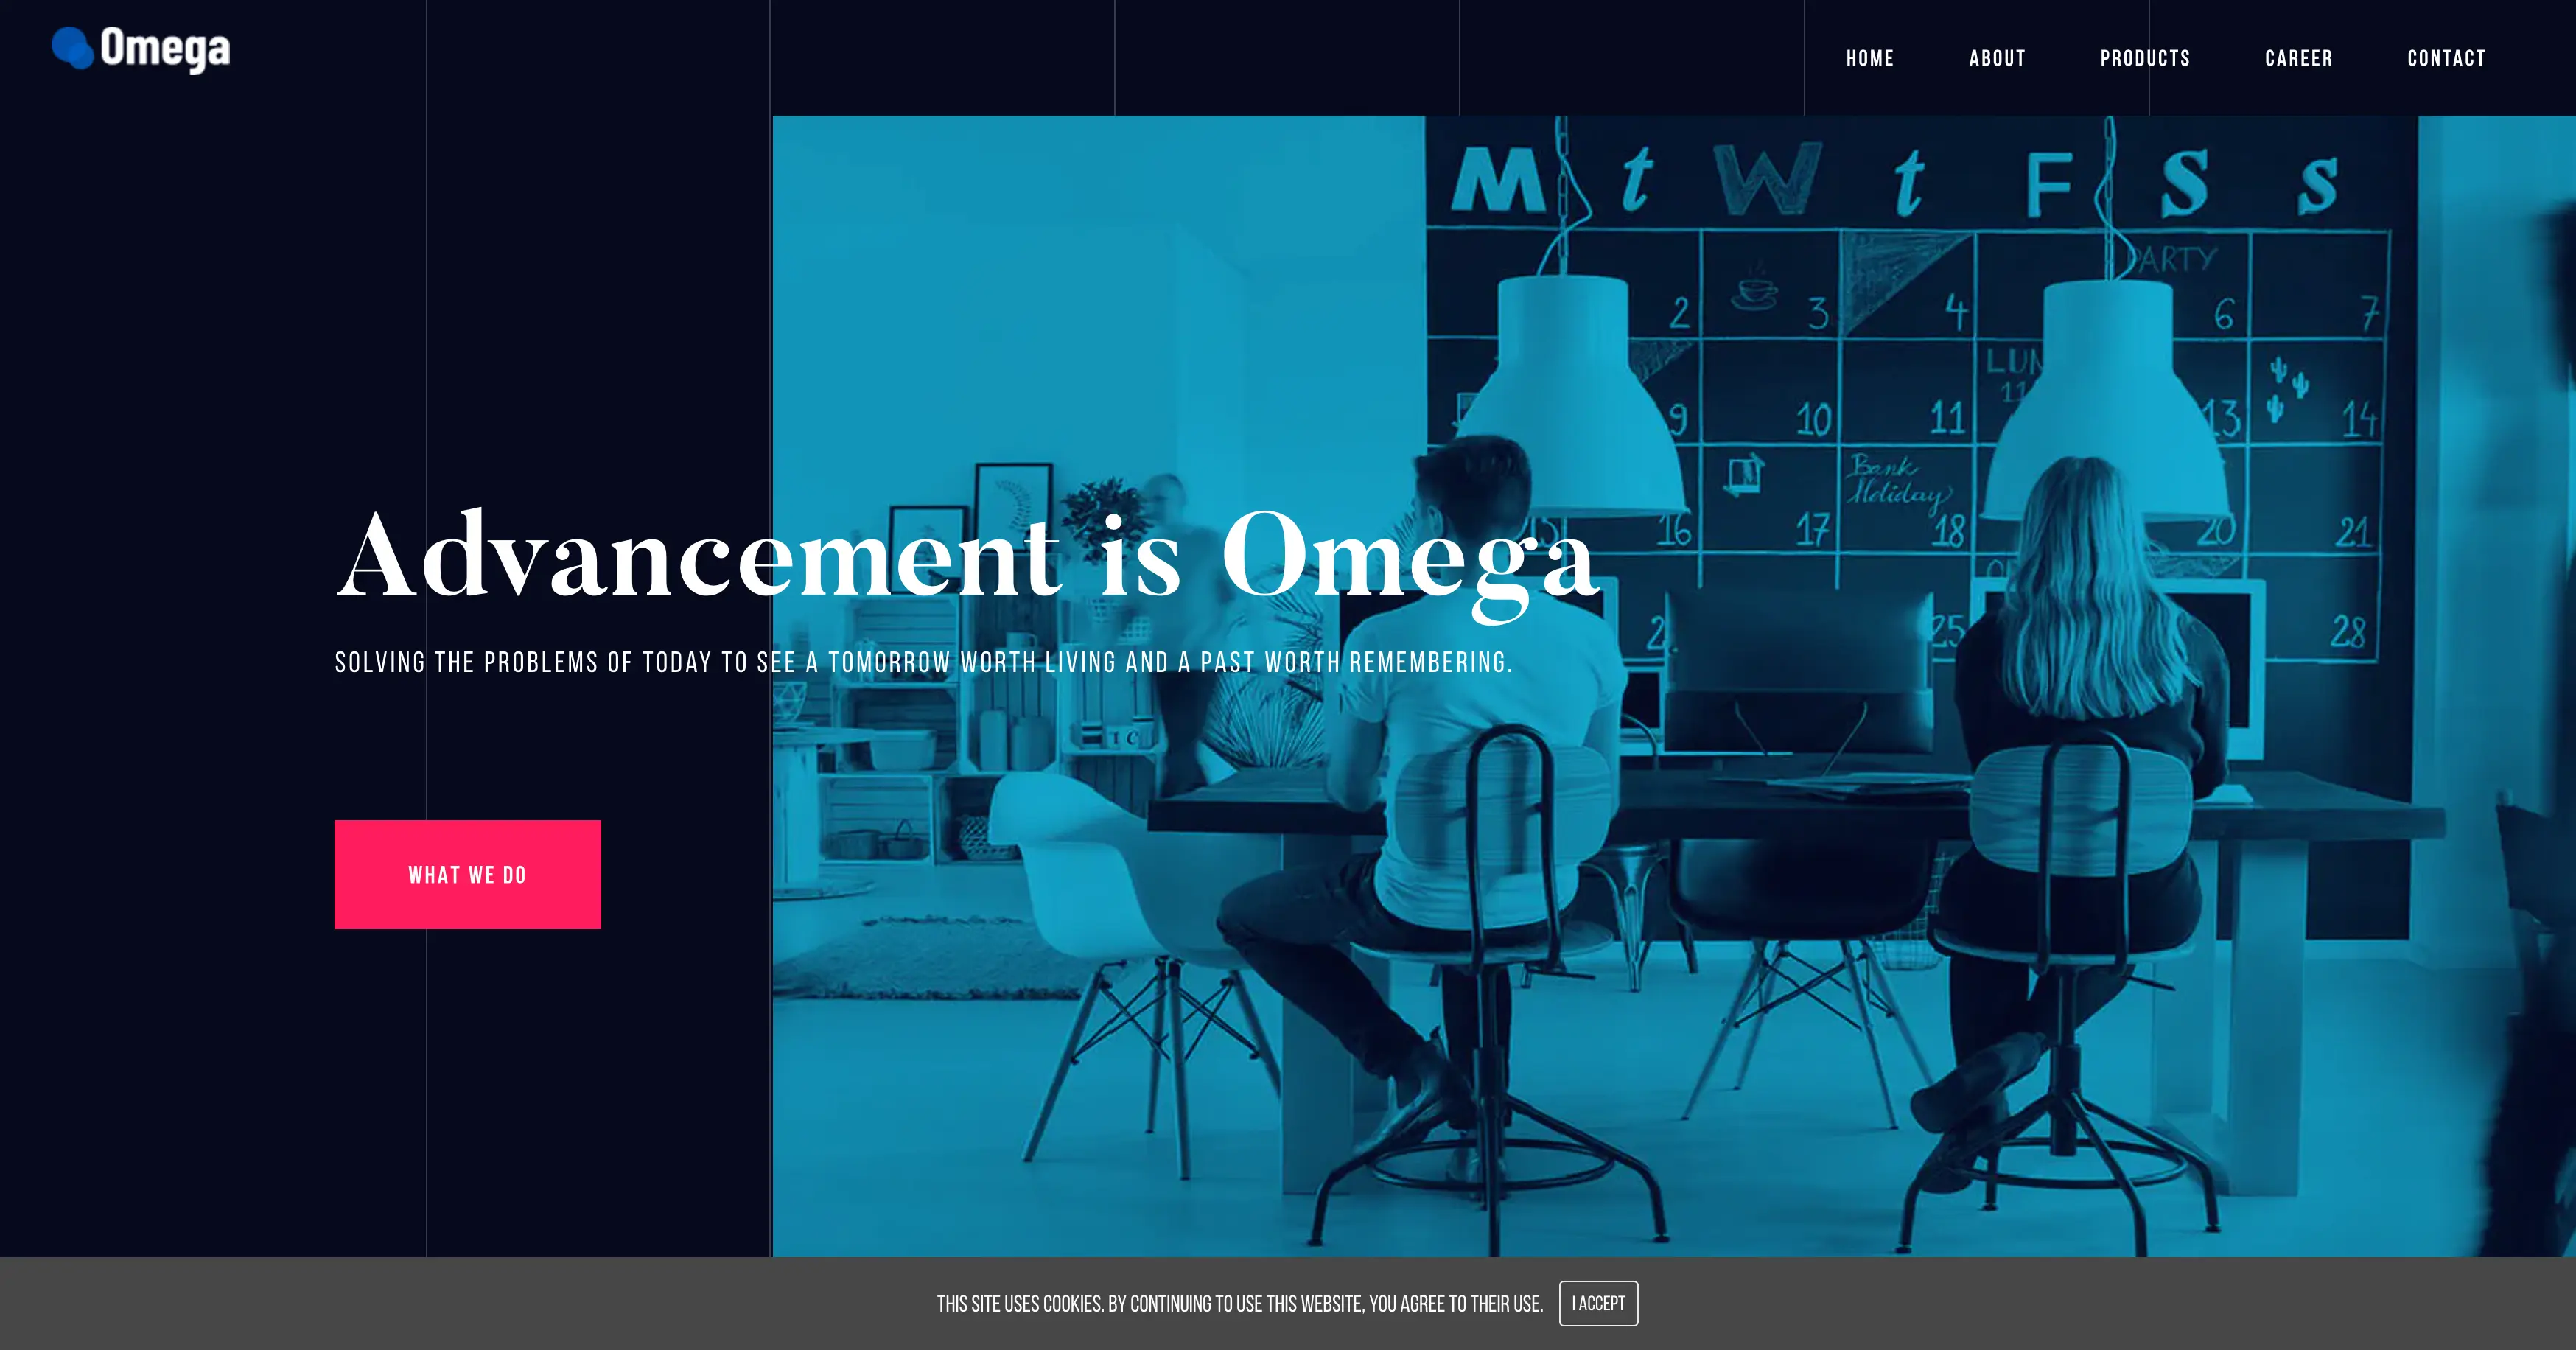 Omega
HOME ABOUT PRODUCTS CAREER CONTACT
M t W t F S s
PARTY
2 3 4 6 7
LUN
11
9 10 11 13 14
Bank
Holiday
16 17 18 20 21
Advancement is Omega
25 28
SOLVING THE PROBLEMS OF TODAY TO SEE A TOMORROW WORTH LIVING AND A PAST WORTH REMEMBERING.
WHAT WE DO
THIS SITE USES COOKIES. BY CONTINUING TO USE THIS WEBSITE, YOU AGREE TO THEIR USE. I ACCEPT